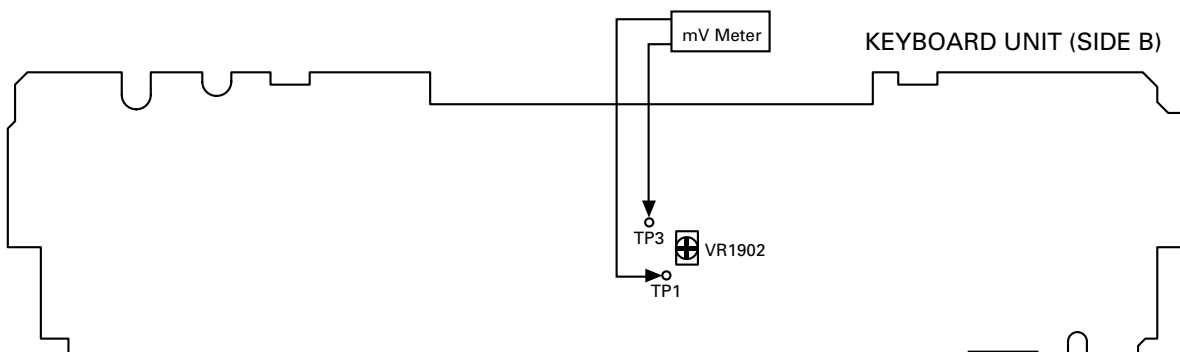 mV Meter
KEYBOARD UNIT (SIDE B)
TP3
VR1902
TP1